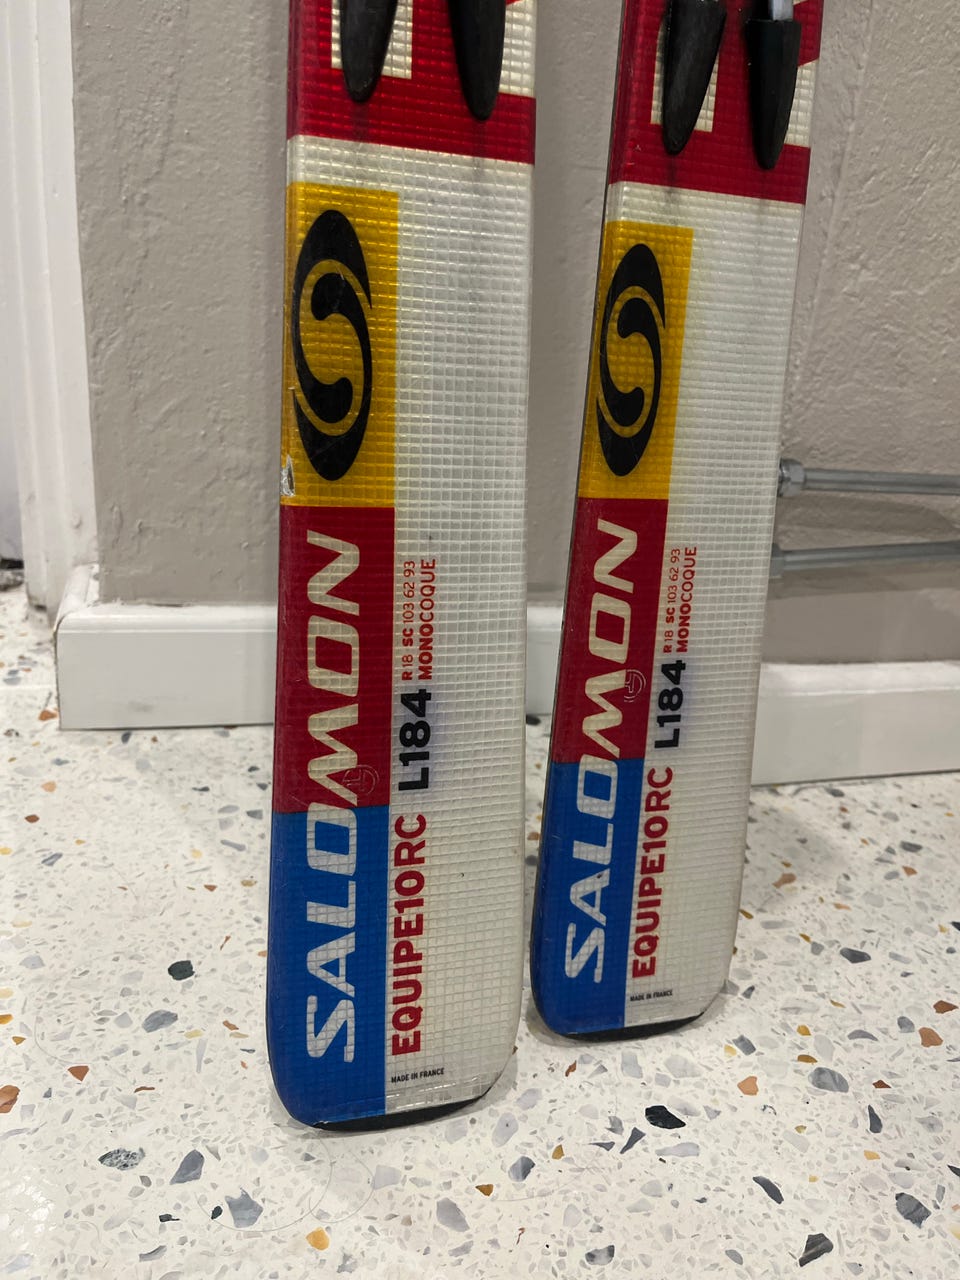 SALOMON
EQUIPE10RC L184 R 18 SC 103 62 93
MONOCOQUE
MADE IN FRANCE
SALOMON
EQUIPE10RC L184 R 18 SC 103 62 93
MONOCOQUE
MADE IN FRANCE